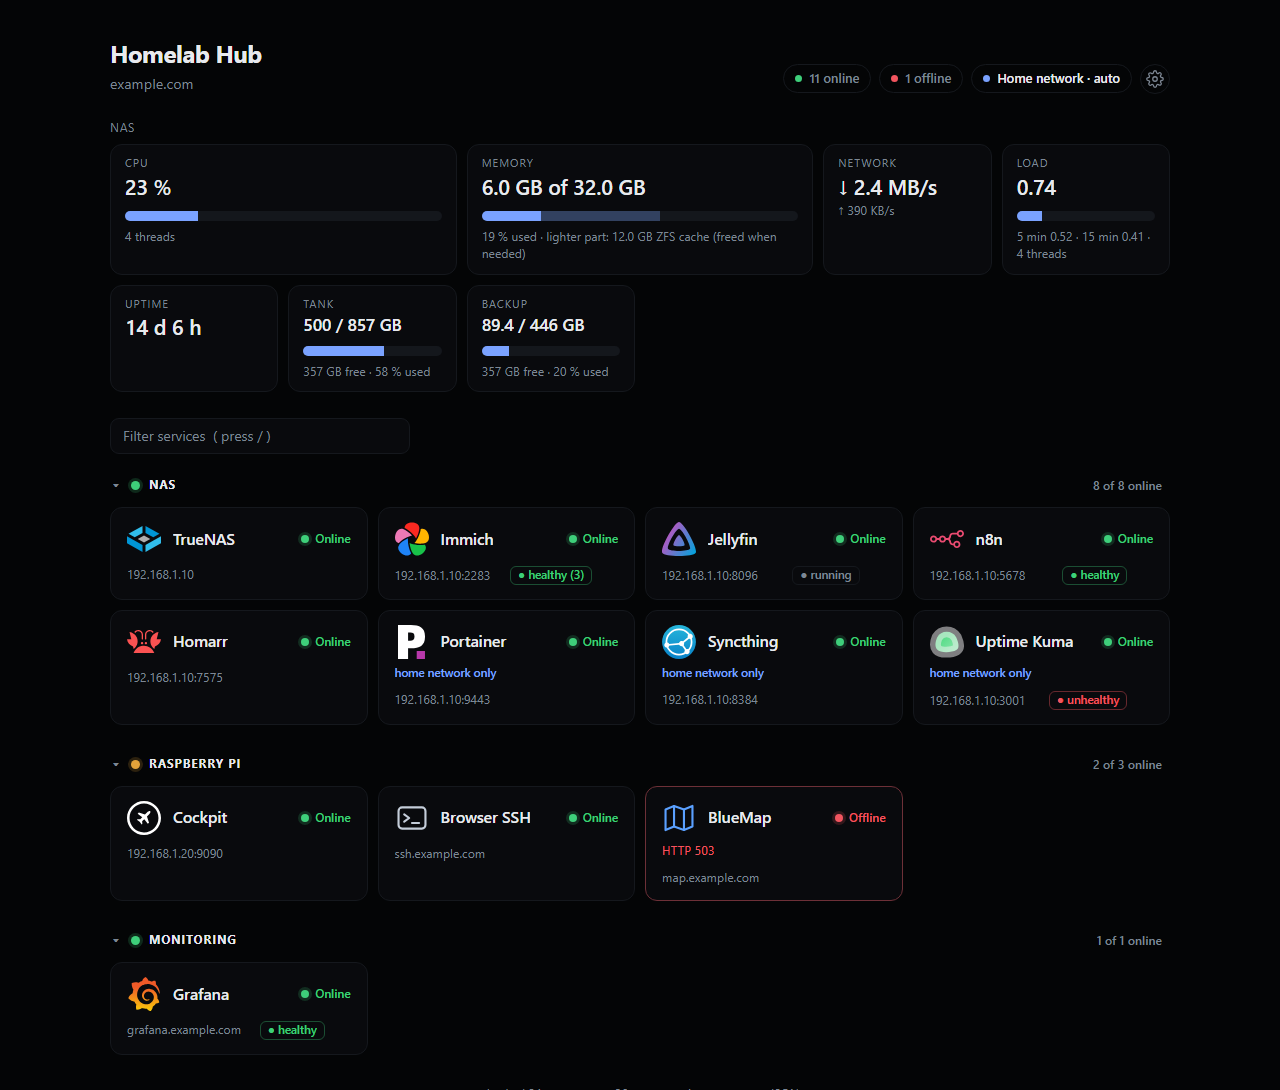 Homelab Hub
example.com
11 online
1 offline
Home network · auto
NAS
CPU
23 %
4 threads
MEMORY
6.0 GB of 32.0 GB
19 % used · lighter part: 12.0 GB ZFS cache (freed when
needed)
NETWORK
↓ 2.4 MB/s
↑ 390 KB/s
LOAD
0.74
5 min 0.52 · 15 min 0.41 ·
4 threads
UPTIME
14 d 6 h
TANK
500 / 857 GB
357 GB free · 58 % used
BACKUP
89.4 / 446 GB
357 GB free · 20 % used
Filter services ( press / )
NAS
8 of 8 online
TrueNAS
Online
192.168.1.10
Immich
Online
192.168.1.10:2283
healthy (3)
Jellyfin
Online
192.168.1.10:8096
running
n8n
Online
192.168.1.10:5678
healthy
Homarr
Online
192.168.1.10:7575
Portainer
Online
home network only
192.168.1.10:9443
Syncthing
Online
home network only
192.168.1.10:8384
Uptime Kuma
Online
home network only
192.168.1.10:3001
unhealthy
RASPBERRY PI
2 of 3 online
Cockpit
Online
192.168.1.20:9090
Browser SSH
Online
ssh.example.com
BlueMap
Offline
HTTP 503
map.example.com
MONITORING
1 of 1 online
Grafana
Online
grafana.example.com
healthy